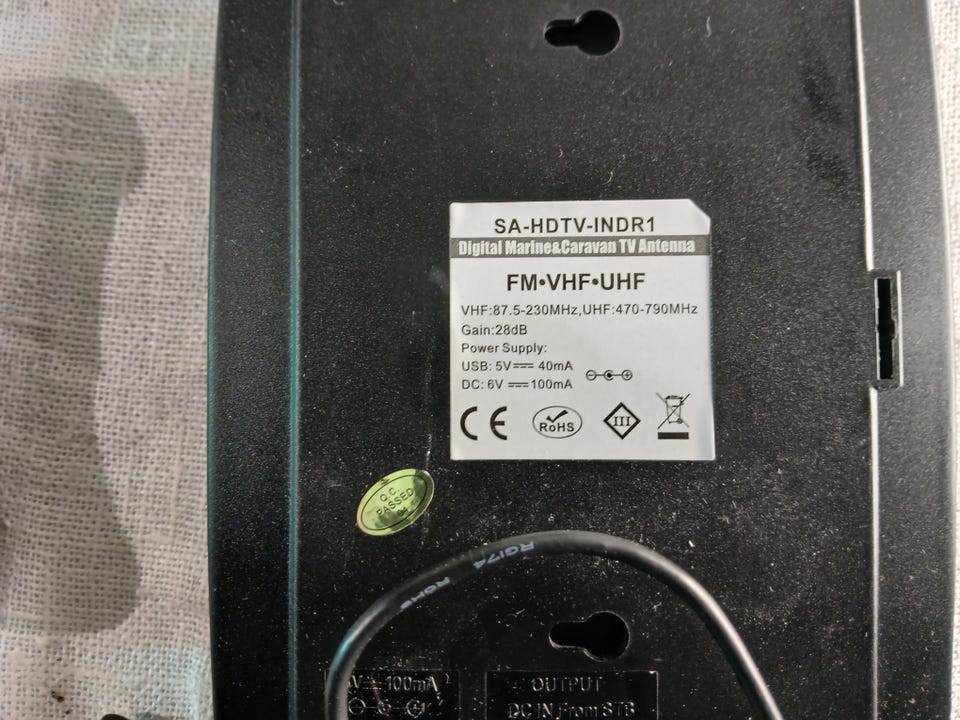 SA-HDTV-INDR1
Digital Marine&Caravan TV Antenna
FM•VHF•UHF
VHF:87.5-230MHz,UHF:470-790MHz
Gain:28dB
Power Supply:
USB: 5V⎓ 40mA
DC: 6V ⎓100mA
CE RoHS III
Q.C.
PASSED
04
RG174 ROHS
V⎓100mA
OUTPUT
DC IN From STB